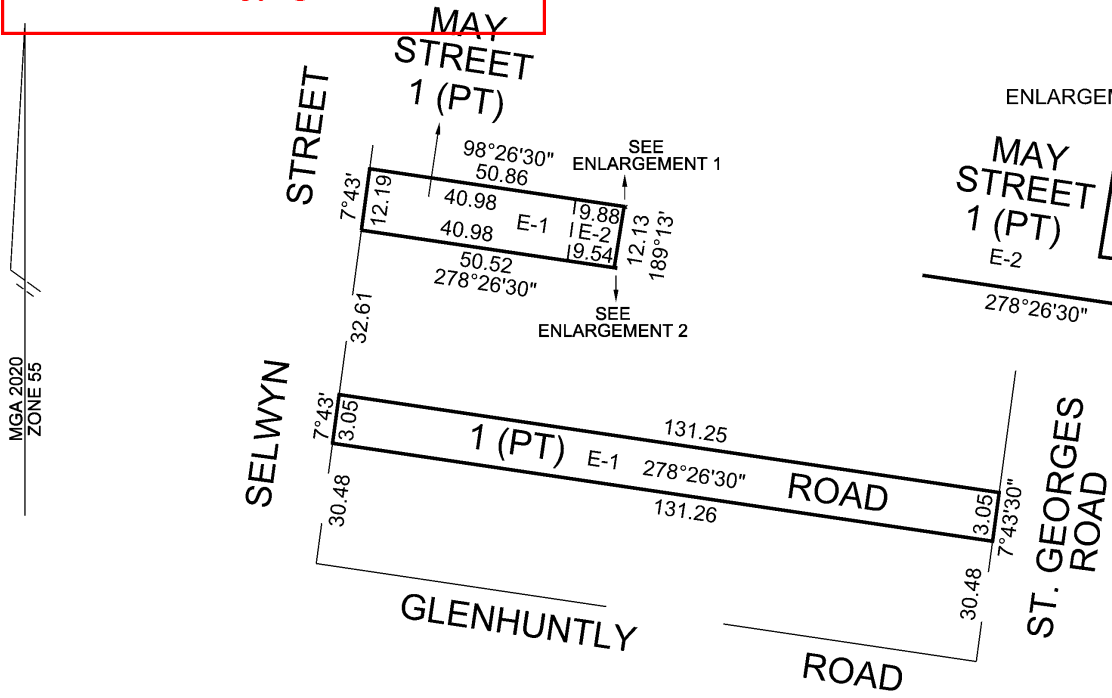 MAY
STREET
1 (PT)
STREET
98°26'30"
50.86
SEE
ENLARGEMENT 1
7°43'
12.19
40.98
E-1
40.98
9.88
E-2
9.54
12.13
189°13'
50.52
278°26'30"
SEE
ENLARGEMENT 2
MAY
STREET
1 (PT)
E-2
278°26'30"
32.61
MGA 2020
ZONE 55
SELWYN
7°43'
3.05
131.25
1 (PT)
E-1
278°26'30"
ROAD
131.26
3.05
7°43'30"
ST. GEORGES
ROAD
30.48
30.48
GLENHUNTLY
ROAD